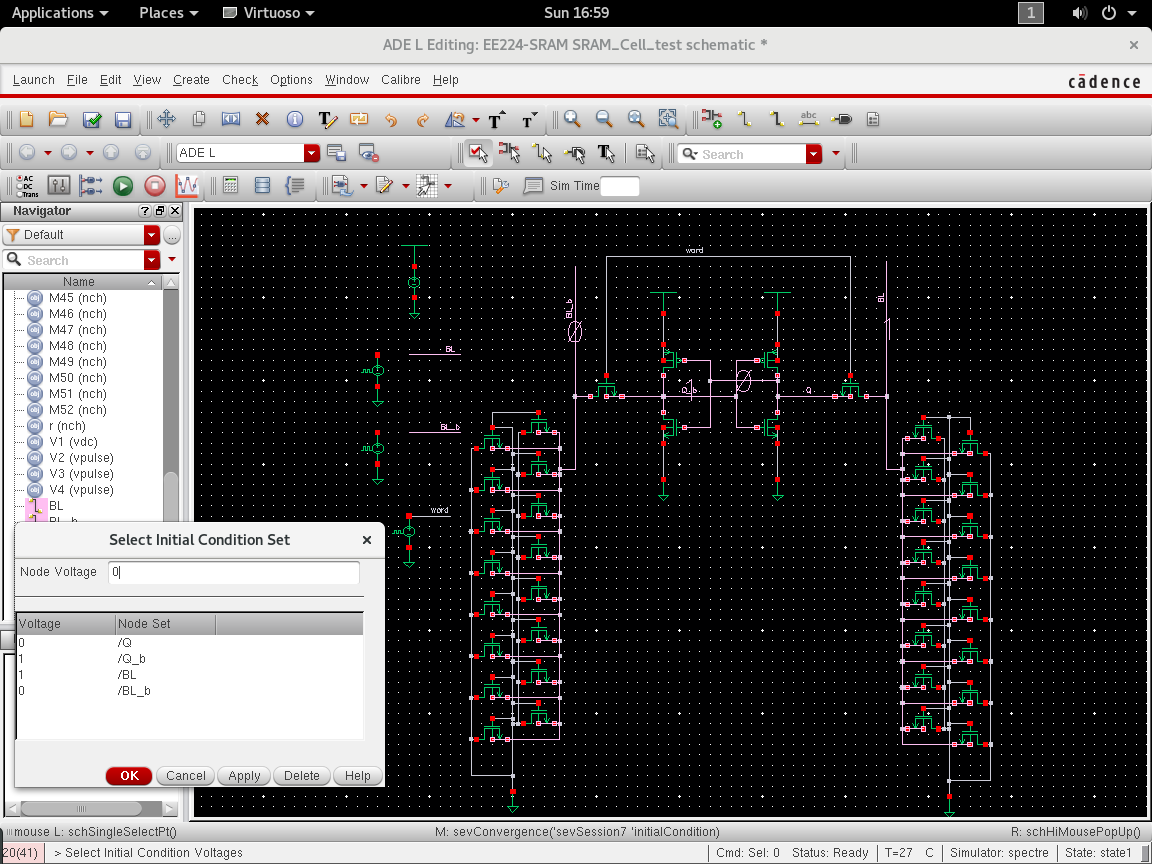 Applications Places Virtuoso Sun 16:59 1
ADE L Editing: EE224-SRAM SRAM_Cell_test schematic * ×
Launch File Edit View Create Check Options Window Calibre Help cādence
abc
ADE L Search
AC
DC
Trans
Sim Time
Navigator ?
Default ...
Search
Name
M45 (nch)
M46 (nch)
M47 (nch)
M48 (nch)
M49 (nch)
M50 (nch)
M51 (nch)
M52 (nch)
r (nch)
V1 (vdc)
V2 (vpulse)
V3 (vpulse)
V4 (vpulse)
BL
BL_b
word
BL_b
BL
BL
Q_b
1
0
Q
1
BL_b
word
Select Initial Condition Set ×
Node Voltage 0
Voltage Node Set
0 /Q
1 /Q_b
1 /BL
0 /BL_b
OK Cancel Apply Delete Help
mouse L: schSingleSelectPt() M: sevConvergence('sevSession7 'initialCondition) R: schHiMousePopUp()
20(41) > Select Initial Condition Voltages Cmd: Sel: 0 Status: Ready T=27 C Simulator: spectre State: state1